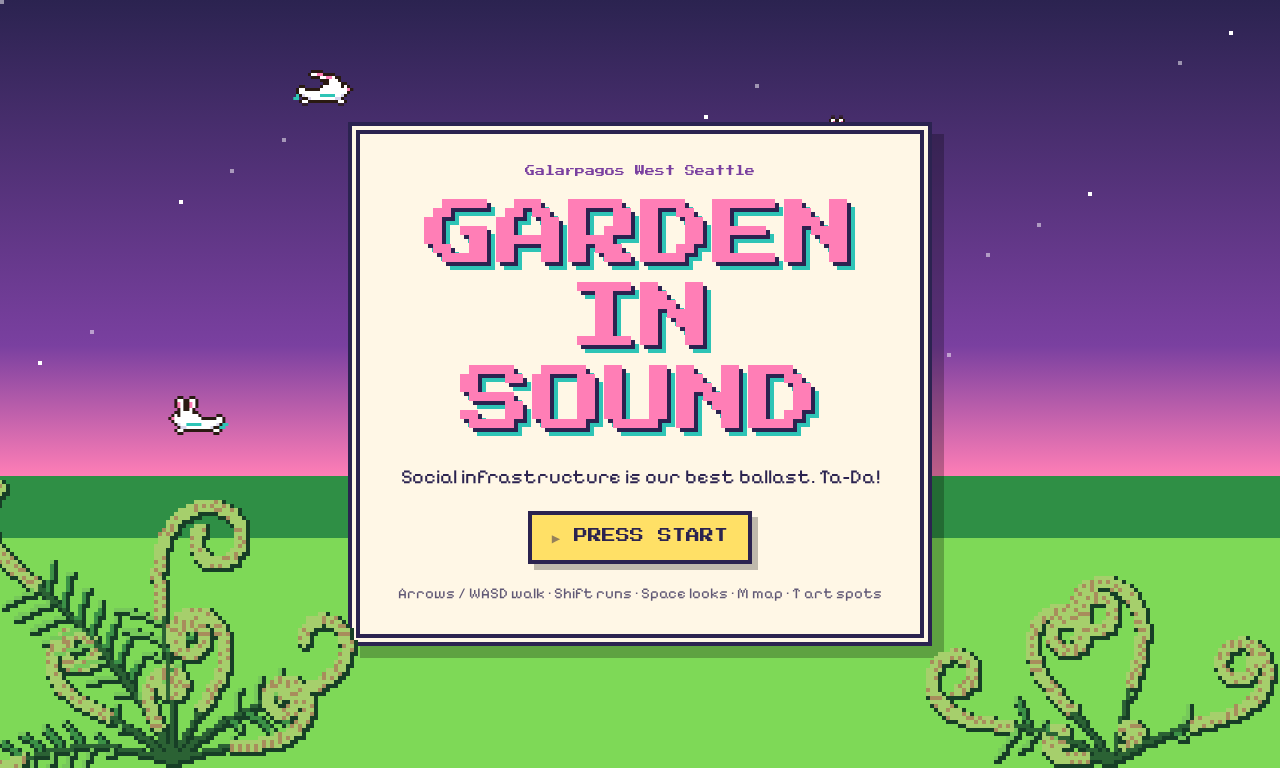 Galarpagos West Seattle
GARDEN
IN
SOUND
Social infrastructure is our best ballast. Ta-Da!
▶ PRESS START
Arrows / WASD walk · Shift runs · Space looks · M map · ↑ art spots